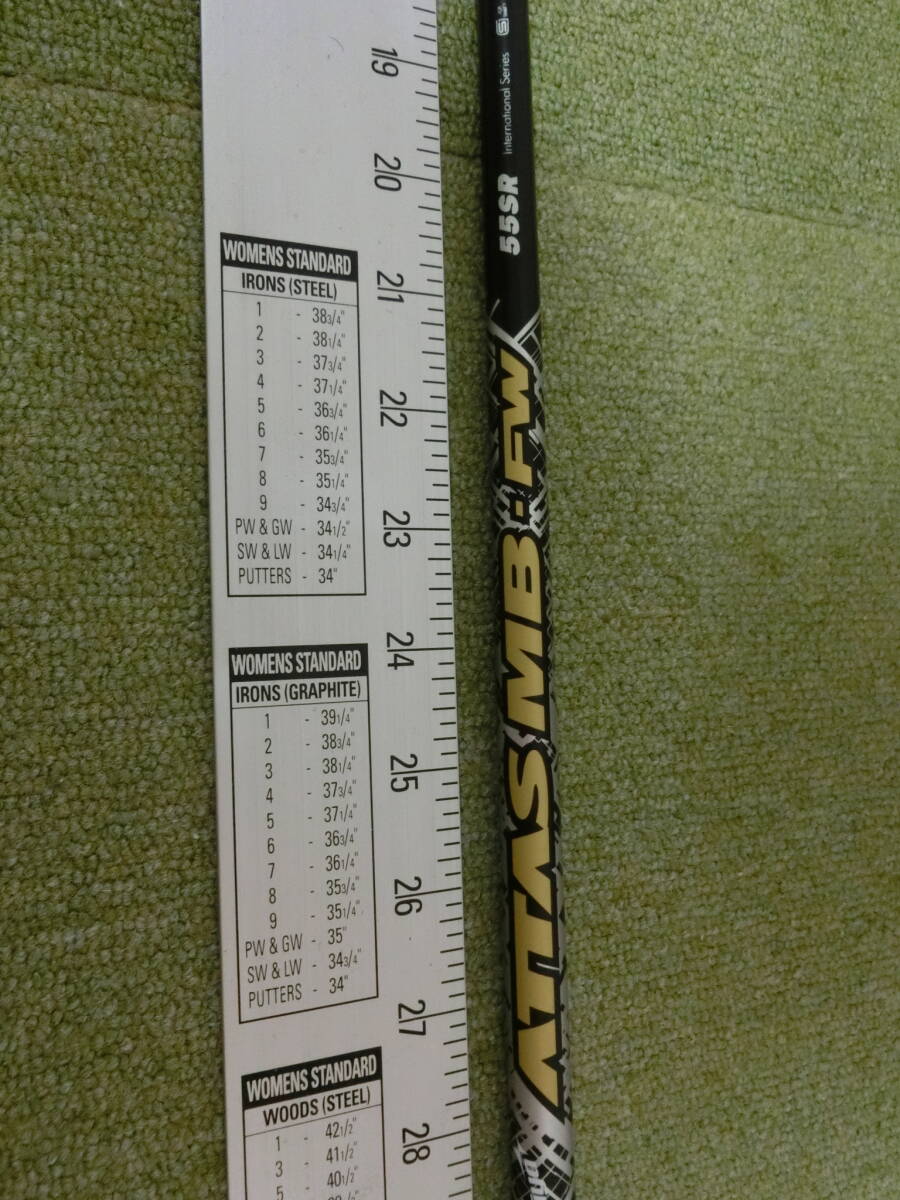 19
20
21
22
23
24
25
26
27
28
WOMENS STANDARD
IRONS (STEEL)
1 - 38 3/4"
2 - 38 1/4"
3 - 37 3/4"
4 - 37 1/4"
5 - 36 3/4"
6 - 36 1/4"
7 - 35 3/4"
8 - 35 1/4"
9 - 34 3/4"
PW & GW - 34 1/2"
SW & LW - 34 1/4"
PUTTERS - 34"
WOMENS STANDARD
IRONS (GRAPHITE)
1 - 39 1/4"
2 - 38 3/4"
3 - 38 1/4"
4 - 37 3/4"
5 - 37 1/4"
6 - 36 3/4"
7 - 36 1/4"
8 - 35 3/4"
9 - 35 1/4"
PW & GW - 35"
SW & LW - 34 3/4"
PUTTERS - 34"
WOMENS STANDARD
WOODS (STEEL)
1 - 42 1/2"
3 - 41 1/2"
5 - 40 1/2"
ATTAS MB-FW
55SR International Series